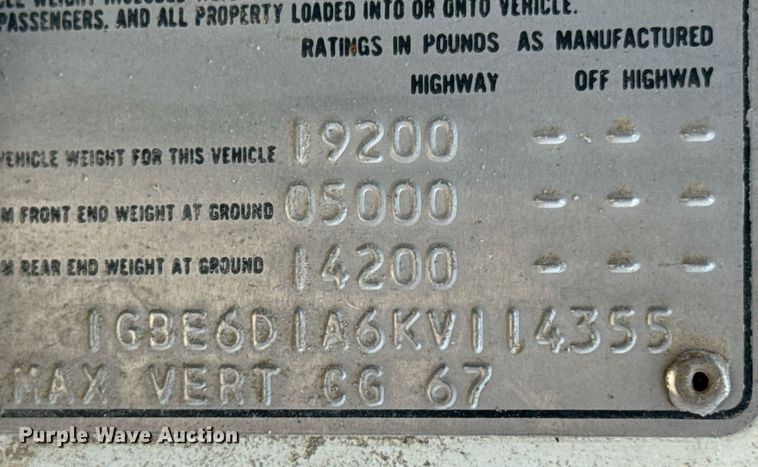 WEIGHT INCLUDES
PASSENGERS, AND ALL PROPERTY LOADED INTO OR ONTO VEHICLE.
RATINGS IN POUNDS AS MANUFACTURED
HIGHWAY OFF HIGHWAY
VEHICLE WEIGHT FOR THIS VEHICLE 19200 - - -
M FRONT END WEIGHT AT GROUND 05000 - - -
M REAR END WEIGHT AT GROUND 14200 - - -
1GBE6D1A6KV114355
MAX VERT CG 67
Purple Wave Auction